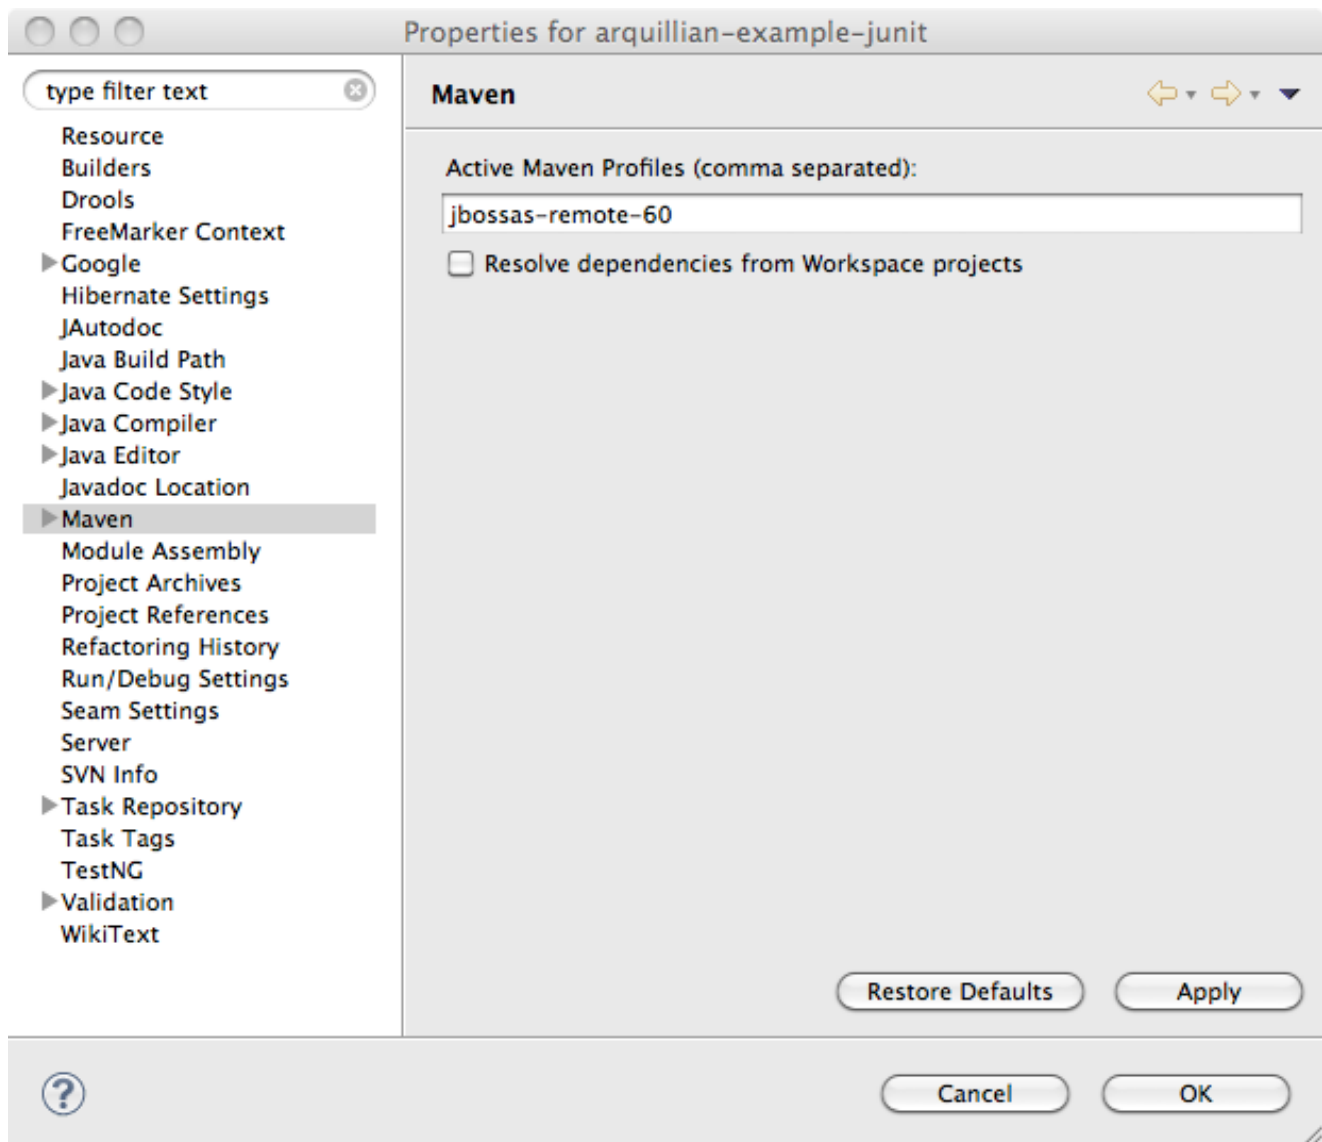 Properties for arquillian-example-junit
type filter text
Resource
Builders
Drools
FreeMarker Context
Google
Hibernate Settings
JAutodoc
Java Build Path
Java Code Style
Java Compiler
Java Editor
Javadoc Location
Maven
Module Assembly
Project Archives
Project References
Refactoring History
Run/Debug Settings
Seam Settings
Server
SVN Info
Task Repository
Task Tags
TestNG
Validation
WikiText
Maven
Active Maven Profiles (comma separated):
jbossas-remote-60
Resolve dependencies from Workspace projects
Restore Defaults
Apply
?
Cancel
OK